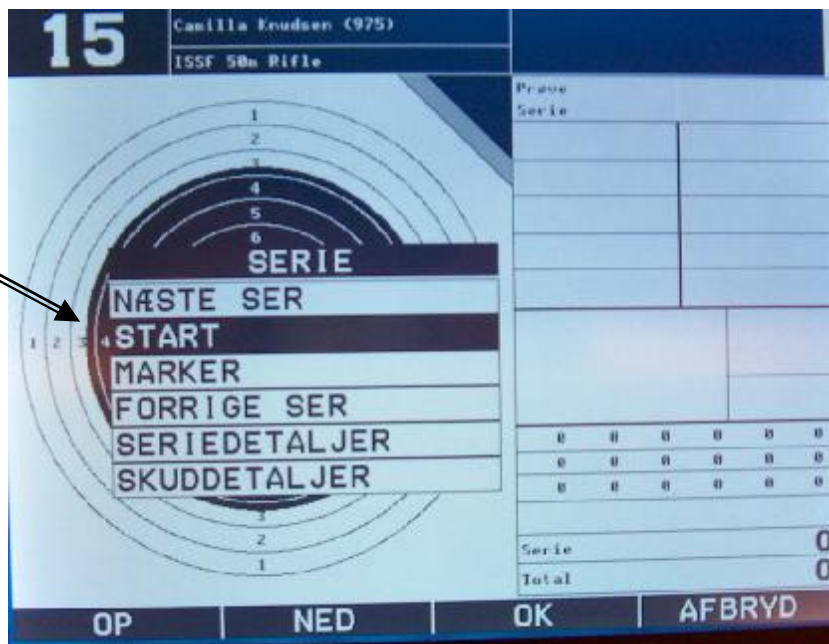 15
Camilla Knudsen (975)
ISSF 50m Rifle
Prøve
Serie
1
2
3
4
5
6
SERIE
NÆSTE SER
START
MARKER
FORRIGE SER
SERIEDETALJER
SKUDDETALJER
1 2 3 4
3
2
1
0 0 0 0 0 0
0 0 0 0 0 0
0 0 0 0 0 0
Serie 0
Total 0
OP NED OK AFBRYD